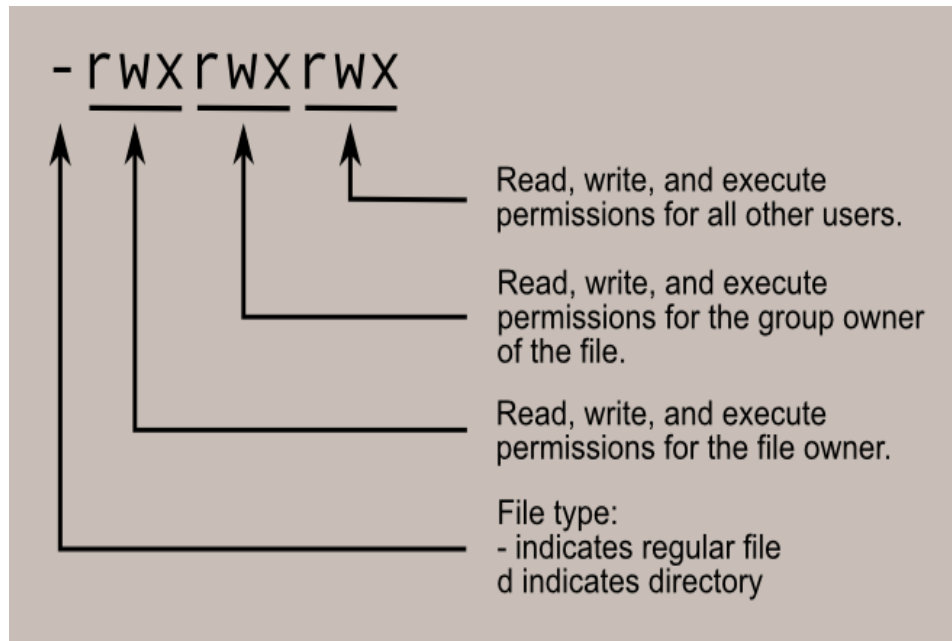 -rwxrwxrwx
Read, write, and execute
permissions for all other users.
Read, write, and execute
permissions for the group owner
of the file.
Read, write, and execute
permissions for the file owner.
File type:
- indicates regular file
d indicates directory